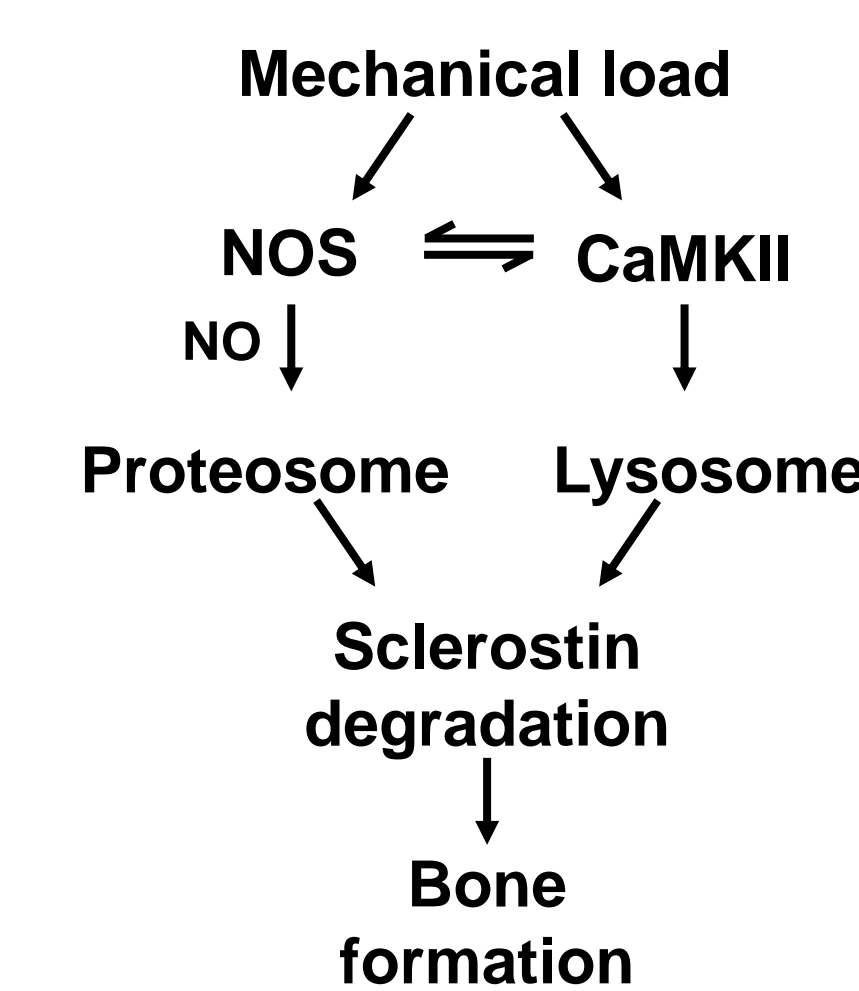 Mechanical load
NOS
CaMKII
NO
Proteosome
Lysosome
Sclerostin
degradation
Bone
formation